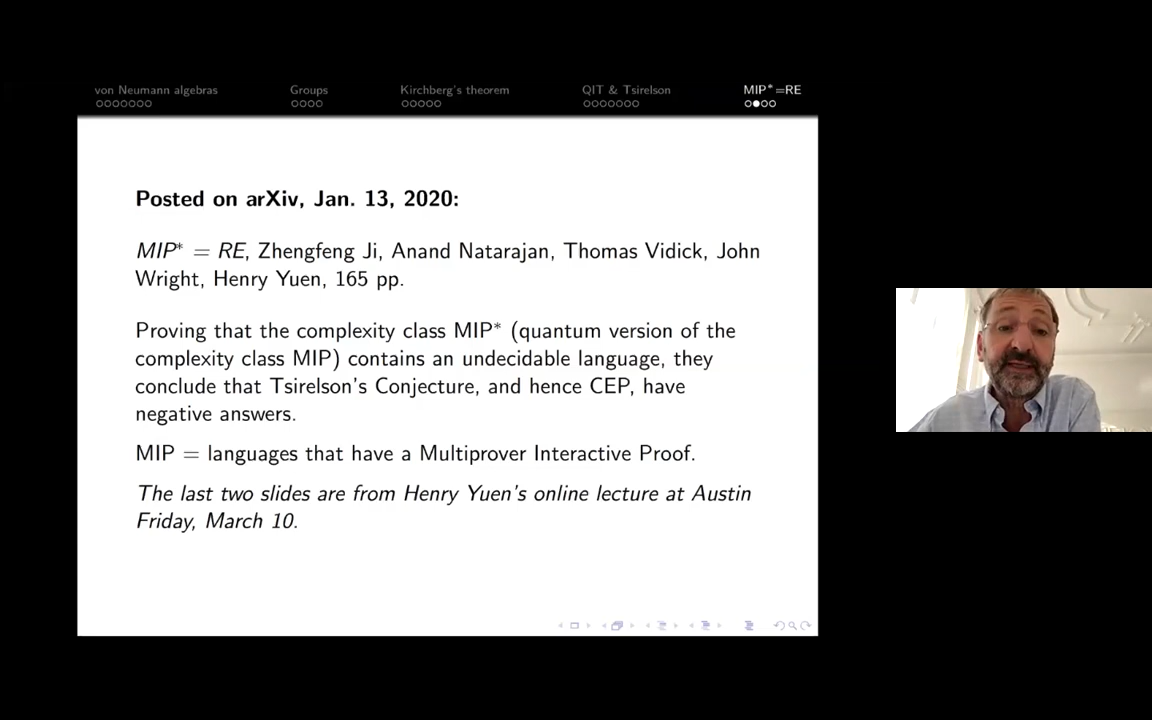 von Neumann algebras Groups Kirchberg's theorem QIT & Tsirelson MIP*=RE
Posted on arXiv, Jan. 13, 2020:
MIP* = RE, Zhengfeng Ji, Anand Natarajan, Thomas Vidick, John
Wright, Henry Yuen, 165 pp.
Proving that the complexity class MIP* (quantum version of the
complexity class MIP) contains an undecidable language, they
conclude that Tsirelson's Conjecture, and hence CEP, have
negative answers.
MIP = languages that have a Multiprover Interactive Proof.
The last two slides are from Henry Yuen's online lecture at Austin
Friday, March 10.